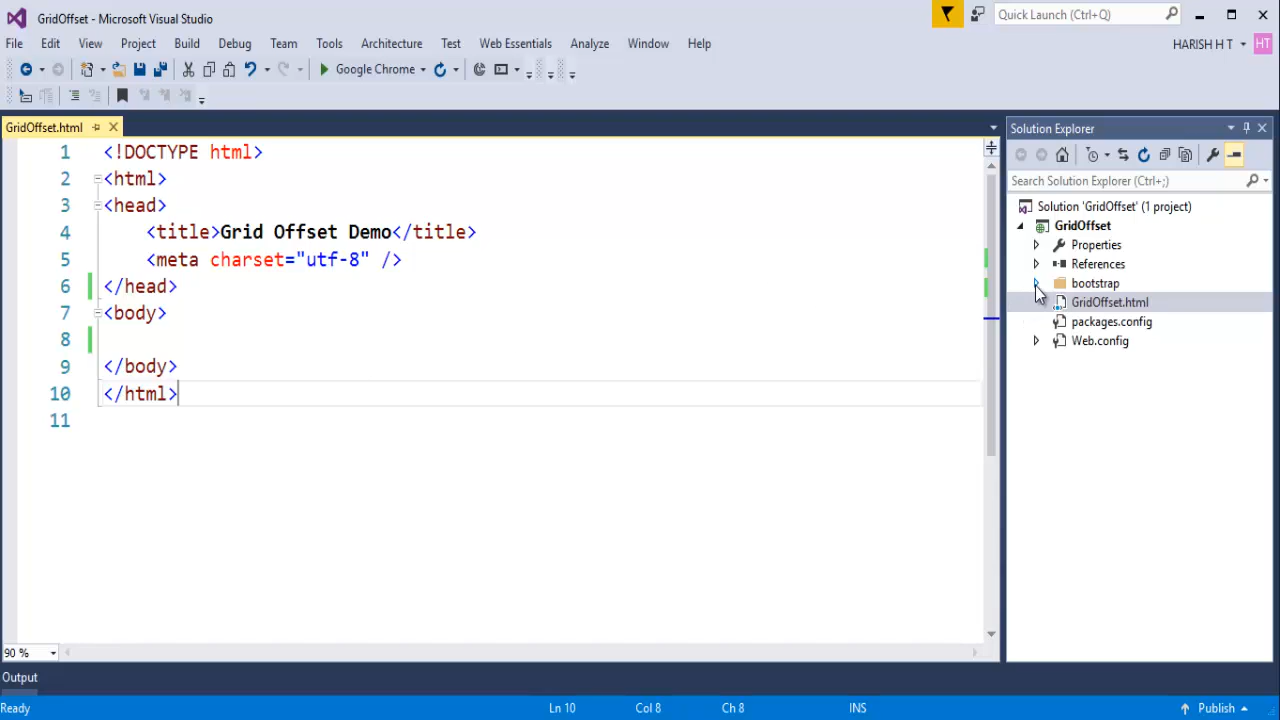 GridOffset - Microsoft Visual Studio
Quick Launch (Ctrl+Q)
File Edit View Project Build Debug Team Tools Architecture Test Web Essentials Analyze Window Help
HARISH H T
HT
Google Chrome
GridOffset.html
1 <!DOCTYPE html>
2 <html>
3 <head>
4 <title>Grid Offset Demo</title>
5 <meta charset="utf-8" />
6 </head>
7 <body>
8
9 </body>
10 </html>
11
90 %
Solution Explorer
Search Solution Explorer (Ctrl+;)
Solution 'GridOffset' (1 project)
GridOffset
Properties
References
bootstrap
GridOffset.html
packages.config
Web.config
Output
Ready
Ln 10
Col 8
Ch 8
INS
Publish